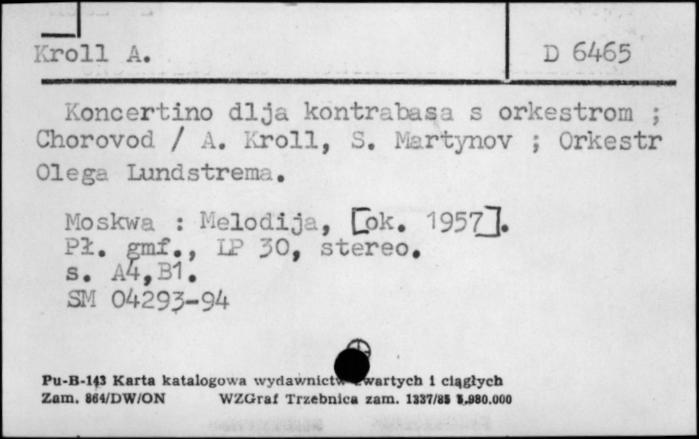 Kroll A.
D 6465
Koncertino dlja kontrabasa s orkestrom ;
Chorovod / A. Kroll, S. Martynov ; Orkestr
Olega Lundstrema.
Moskwa : Melodija, [ok. 1957].
Pł. gmf., LP 30, stereo.
s. A4,B1.
SM 04293-94
Pu-B-143 Karta katalogowa wydawnictw zwartych i ciągłych
Zam. 864/DW/ON WZGraf Trzebnica zam. 1337/85 5.980.000